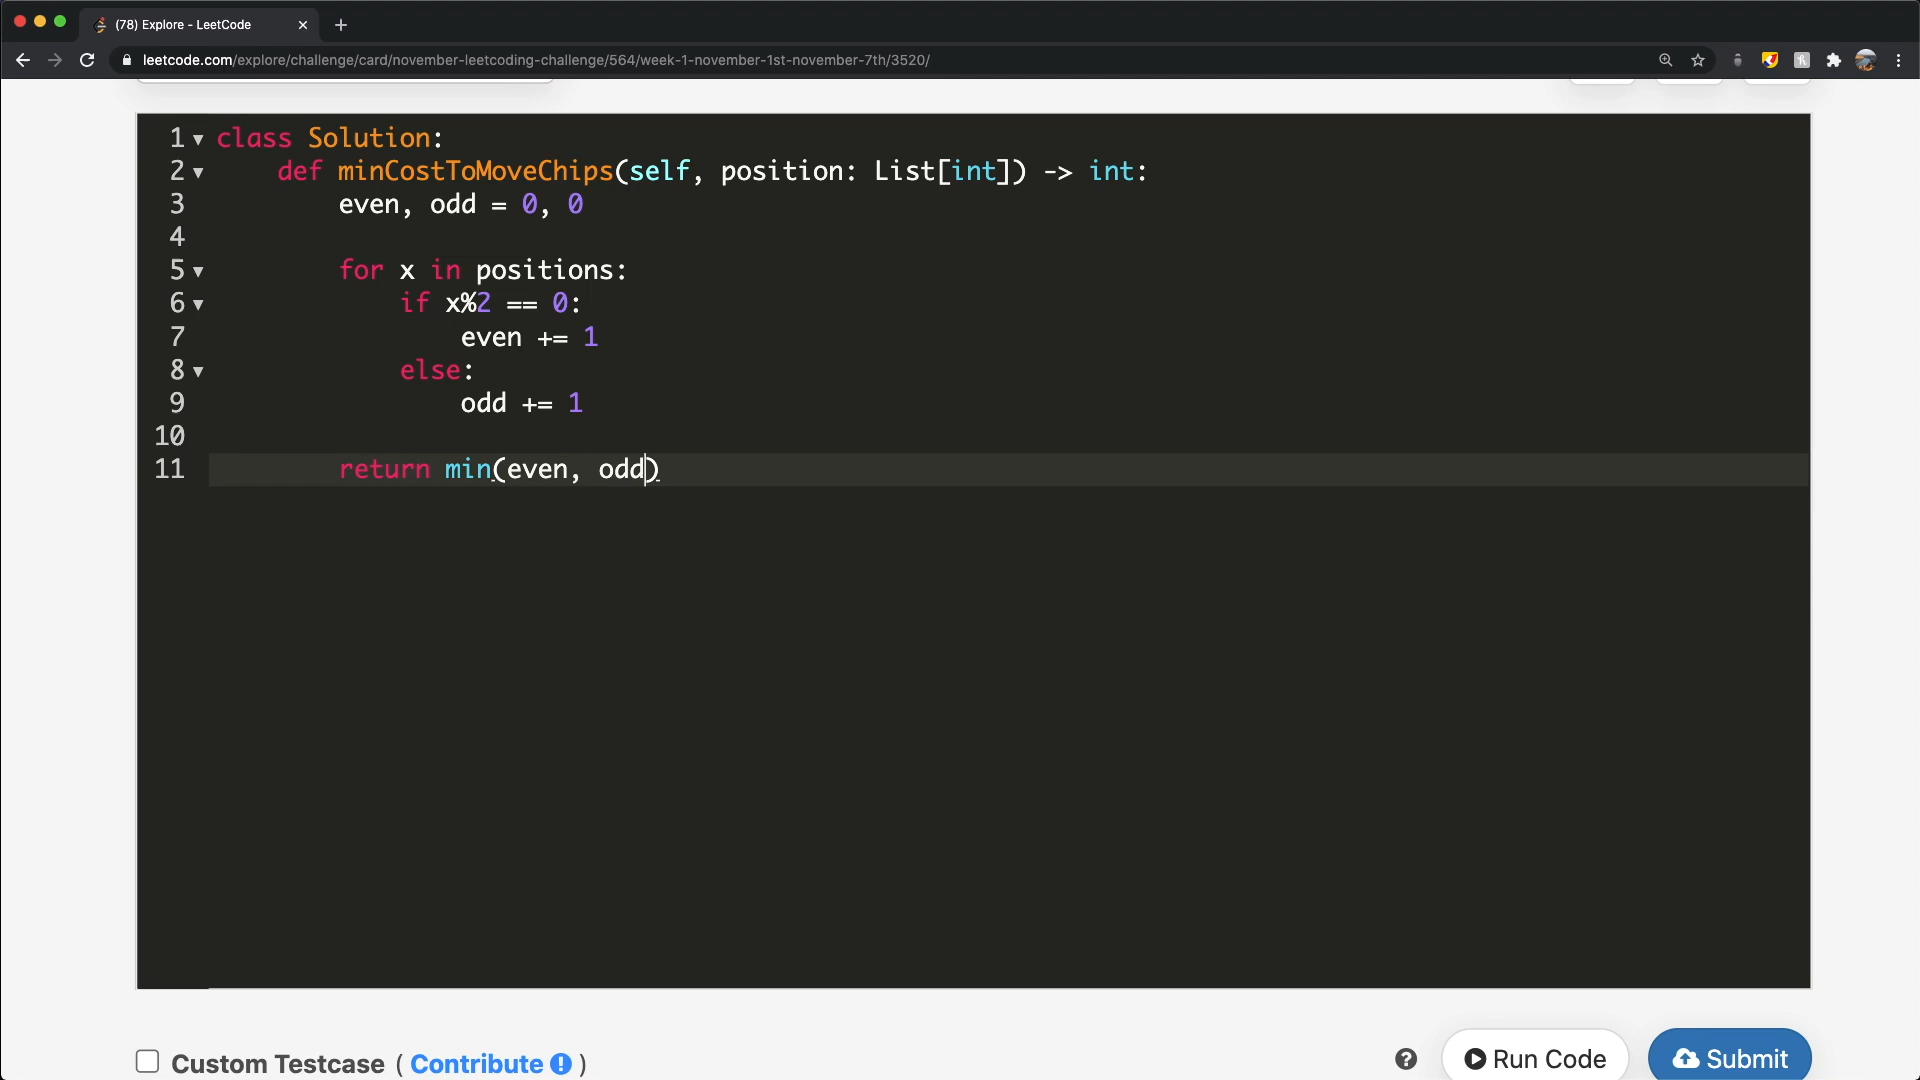 (78) Explore - LeetCode
leetcode.com/explore/challenge/card/november-leetcoding-challenge/564/week-1-november-1st-november-7th/3520/
1 class Solution:
2 def minCostToMoveChips(self, position: List[int]) -> int:
3 even, odd = 0, 0
4
5 for x in positions:
6 if x%2 == 0:
7 even += 1
8 else:
9 odd += 1
10
11 return min(even, odd)
Custom Testcase ( Contribute ! )
? Run Code Submit